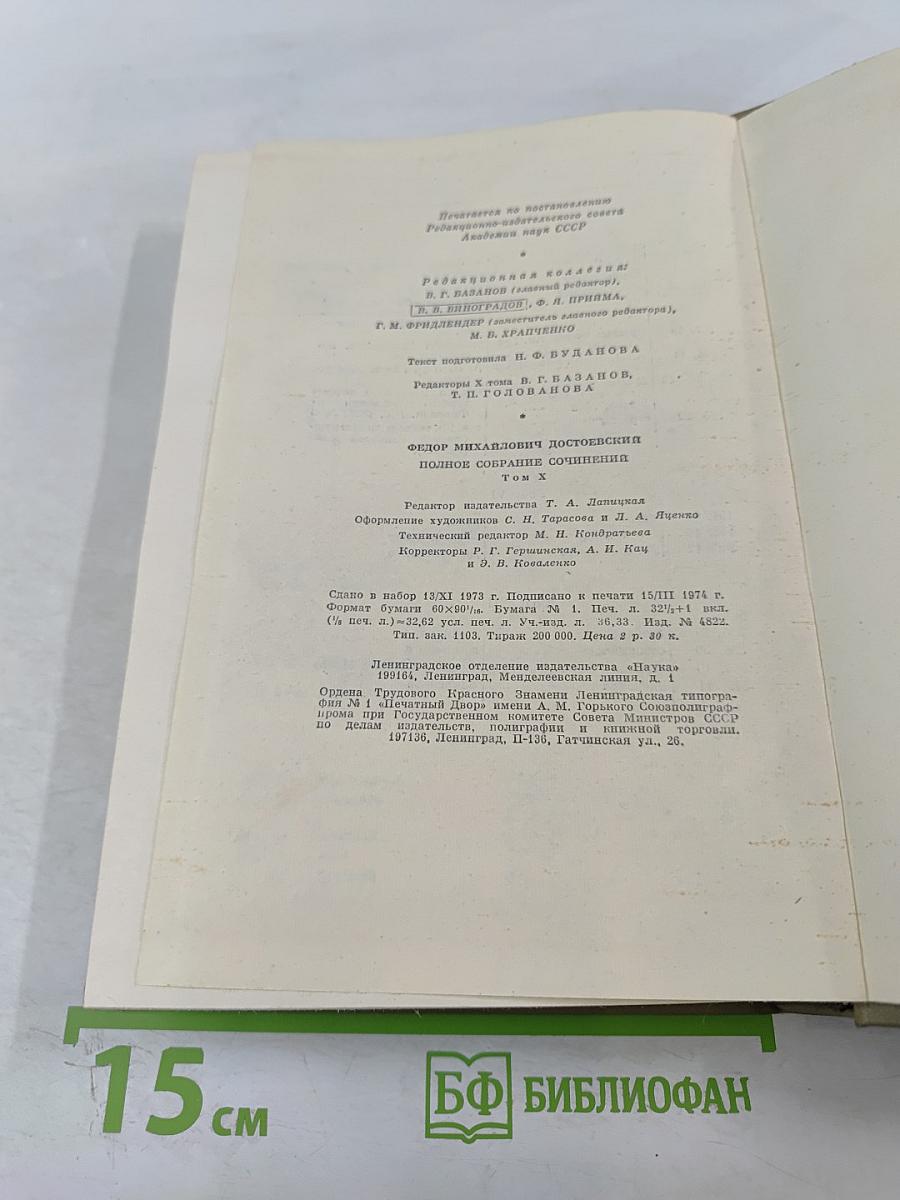 Печатается по постановлению
Редакционно-издательского совета
Академии наук СССР
*
Редакционная коллегия:
В. Г. БАЗАНОВ (главный редактор),
В. В. ВИНОГРАДОВ, Ф. Я. ПРИЙМА,
Г. М. ФРИДЛЕНДЕР (заместитель главного редактора),
М. Б. ХРАПЧЕНКО
Текст подготовила Н. Ф. БУДАНОВА
Редакторы X тома В. Г. БАЗАНОВ,
Т. П. ГОЛОВАНОВА
*
ФЕДОР МИХАЙЛОВИЧ ДОСТОЕВСКИЙ
ПОЛНОЕ СОБРАНИЕ СОЧИНЕНИЙ
Том X
Редактор издательства Т. А. Лапицкая
Оформление художников С. Н. Тарасова и Л. А. Яценко
Технический редактор М. Н. Кондратьева
Корректоры Р. Г. Гершинская, А. И. Кац
и Э. В. Коваленко
Сдано в набор 13/XI 1973 г. Подписано к печати 15/III 1974 г.
Формат бумаги 60×90¹/₁₆. Бумага № 1. Печ. л. 32¹/₂+1 вкл.
(¹/₈ печ. л.)=32,62 усл. печ. л. Уч.-изд. л. 36,33. Изд. № 4822.
Тип. зак. 1103. Тираж 200 000. Цена 2 р. 30 к.
Ленинградское отделение издательства «Наука»
199164, Ленинград, Менделеевская линия, д. 1
Ордена Трудового Красного Знамени Ленинградская типогра-
фия № 1 «Печатный Двор» имени А. М. Горького Союзполиграф-
прома при Государственном комитете Совета Министров СССР
по делам издательств, полиграфии и книжной торговли.
197136, Ленинград, П-136, Гатчинская ул., 26.
15 см
БФ БИБЛИОФАН